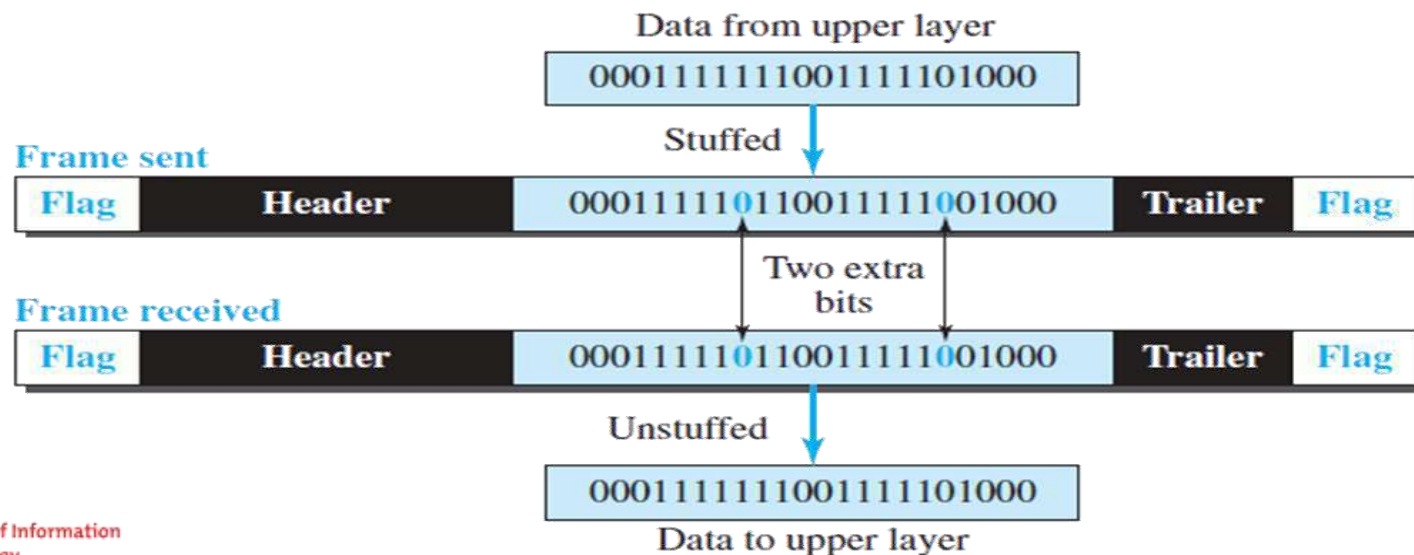 Data from upper layer
0001111111001111101000
Stuffed
Frame sent
Flag Header 000111110110011111001000 Trailer Flag
Two extra
bits
Frame received
Flag Header 000111110110011111001000 Trailer Flag
Unstuffed
0001111111001111101000
f Information
Data to upper layer